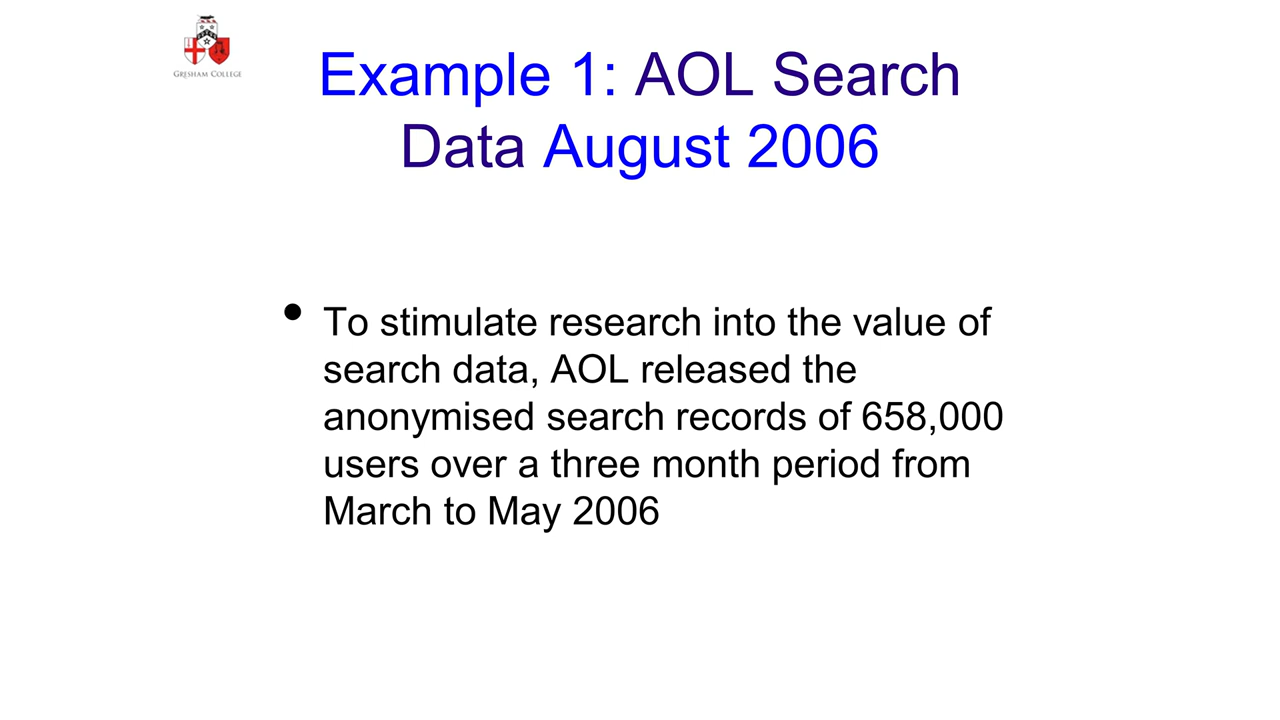 GRESHAM COLLEGE
Example 1: AOL Search
Data August 2006
• To stimulate research into the value of
search data, AOL released the
anonymised search records of 658,000
users over a three month period from
March to May 2006